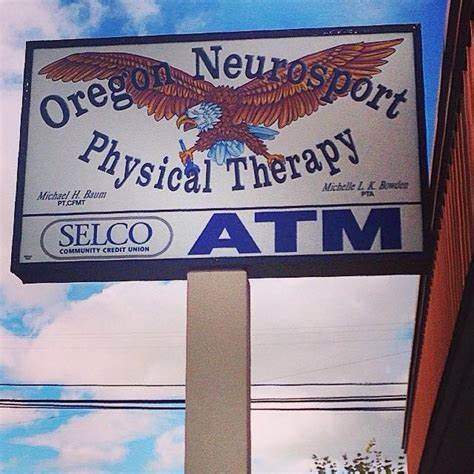 Oregon Neurosport
Physical Therapy
Michael H. Baum
PT,CFMT
Michelle L.K. Bowden
PTA
SELCO
COMMUNITY CREDIT UNION
ATM